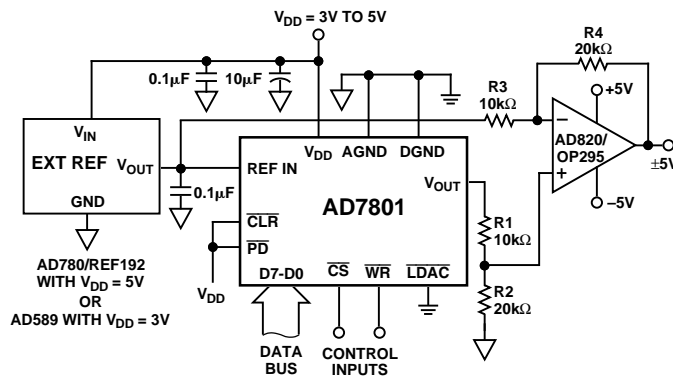 V_DD = 3V TO 5V
R4
20kΩ
0.1μF
10μF
R3
10kΩ
+5V
−
AD820/
OP295
±5V
+
−5V
V_IN
EXT REF
V_OUT
GND
0.1μF
REF IN
V_DD
AGND
DGND
V_OUT
AD7801
CLR
PD
D7-D0
CS
WR
LDAC
V_DD
R1
10kΩ
R2
20kΩ
AD780/REF192
WITH V_DD = 5V
OR
AD589 WITH V_DD = 3V
DATA
BUS
CONTROL
INPUTS